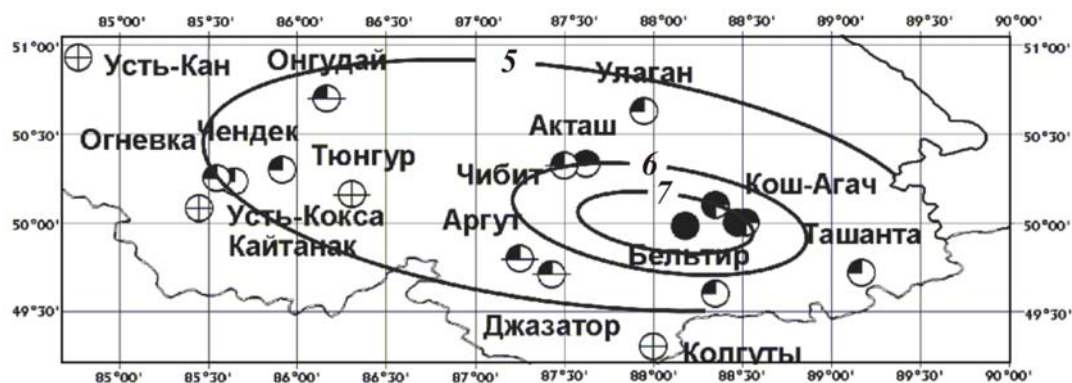 85°00' 85°30' 86°00' 86°30' 87°00' 87°30' 88°00' 88°30' 89°00' 89°30' 90°00'
51°00' 51°00'
Усть-Кан Онгудай 5 Улаган
50°30' 50°30'
Огневка Чендек Акташ
Тюнгур Чибит 6 Кош-Агач
7
Усть-Кокса Аргут Ташанта
50°00' 50°00'
Кайтанак Бельтир
49°30' 49°30'
Джазатор Колгуты
85°00' 85°30' 86°00' 86°30' 87°00' 87°30' 88°00' 88°30' 89°00' 89°30' 90°00'